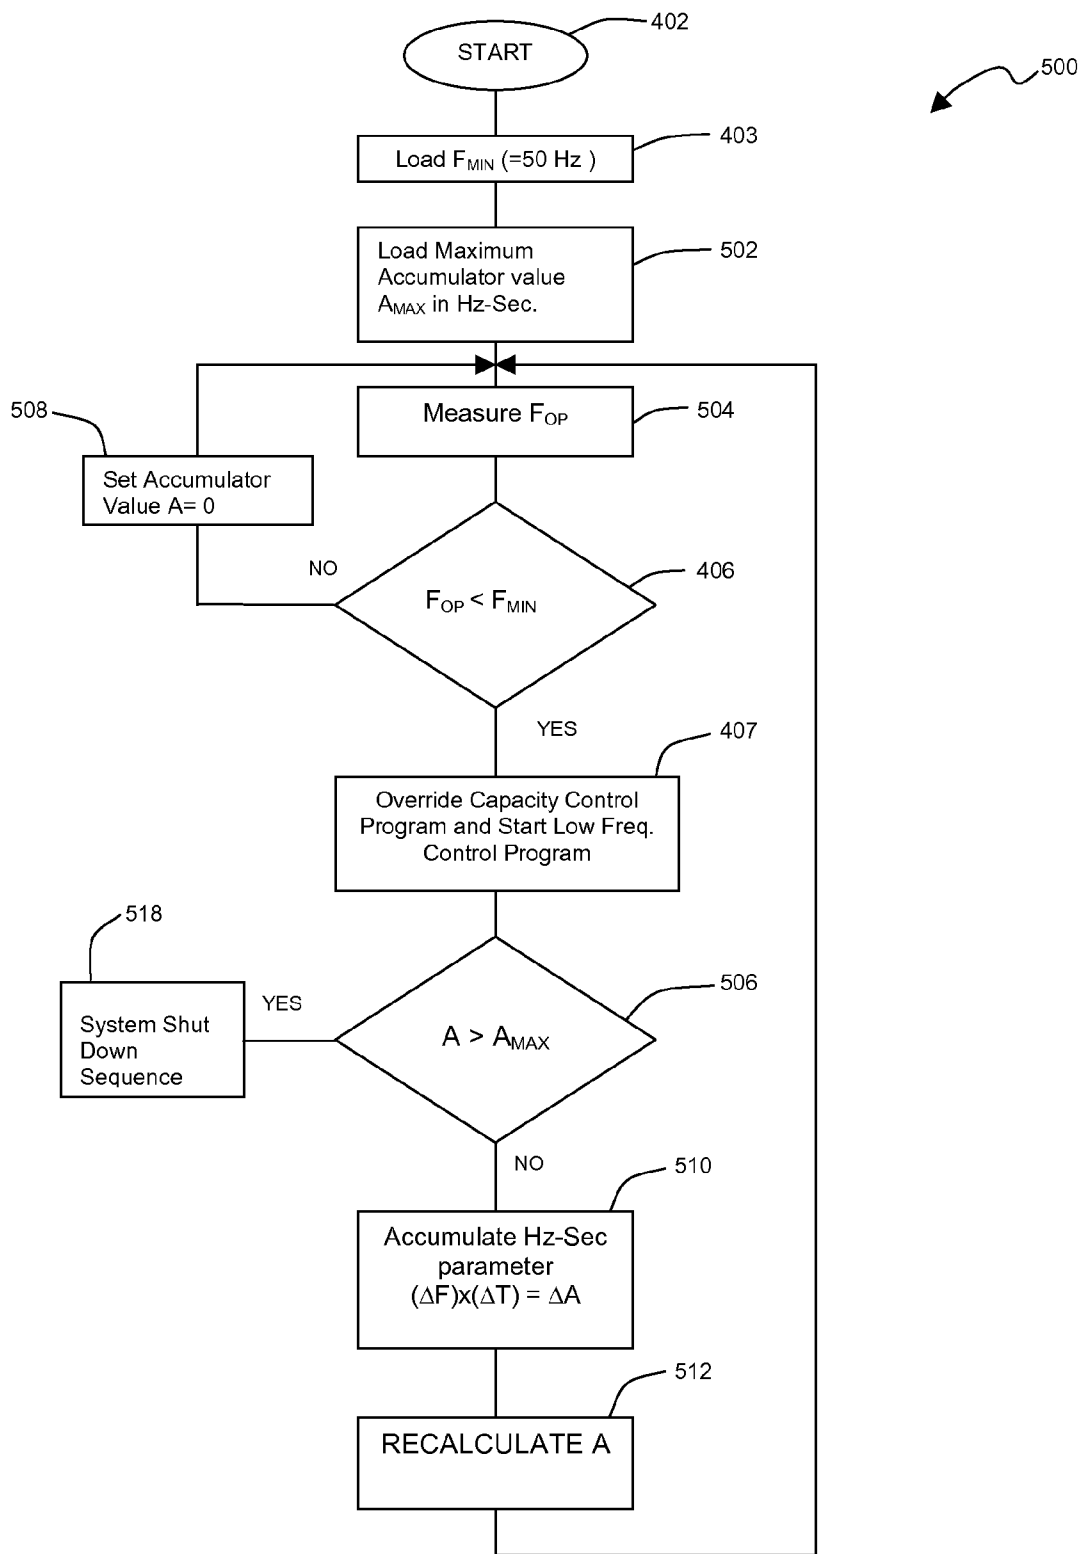 START
402
500
403
Load FMIN (=50 Hz )
Load Maximum
Accumulator value
AMAX in Hz-Sec.
502
508
Measure FOP
504
Set Accumulator
Value A= 0
NO
406
FOP < FMIN
YES
407
Override Capacity Control
Program and Start Low Freq.
Control Program
518
506
YES
System Shut
Down
Sequence
A > AMAX
NO
510
Accumulate Hz-Sec
parameter
(ΔF)x(ΔT) = ΔA
512
RECALCULATE A